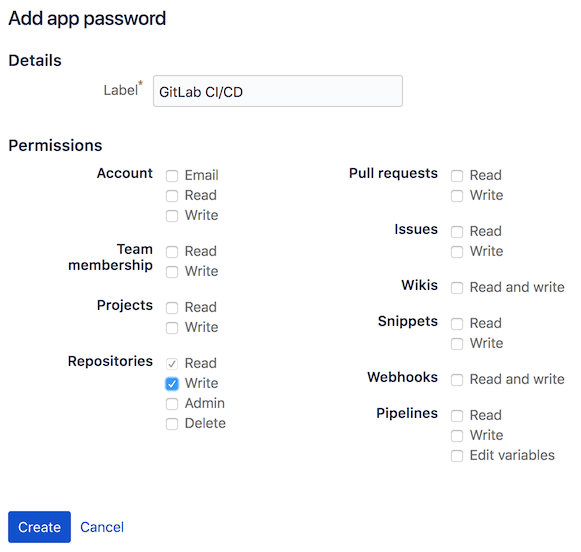 Add app password
Details
Label*
GitLab CI/CD
Permissions
Account
Email
Read
Write
Team
membership
Read
Write
Projects
Read
Write
Repositories
Read
Write
Admin
Delete
Pull requests
Read
Write
Issues
Read
Write
Wikis
Read and write
Snippets
Read
Write
Webhooks
Read and write
Pipelines
Read
Write
Edit variables
Create
Cancel